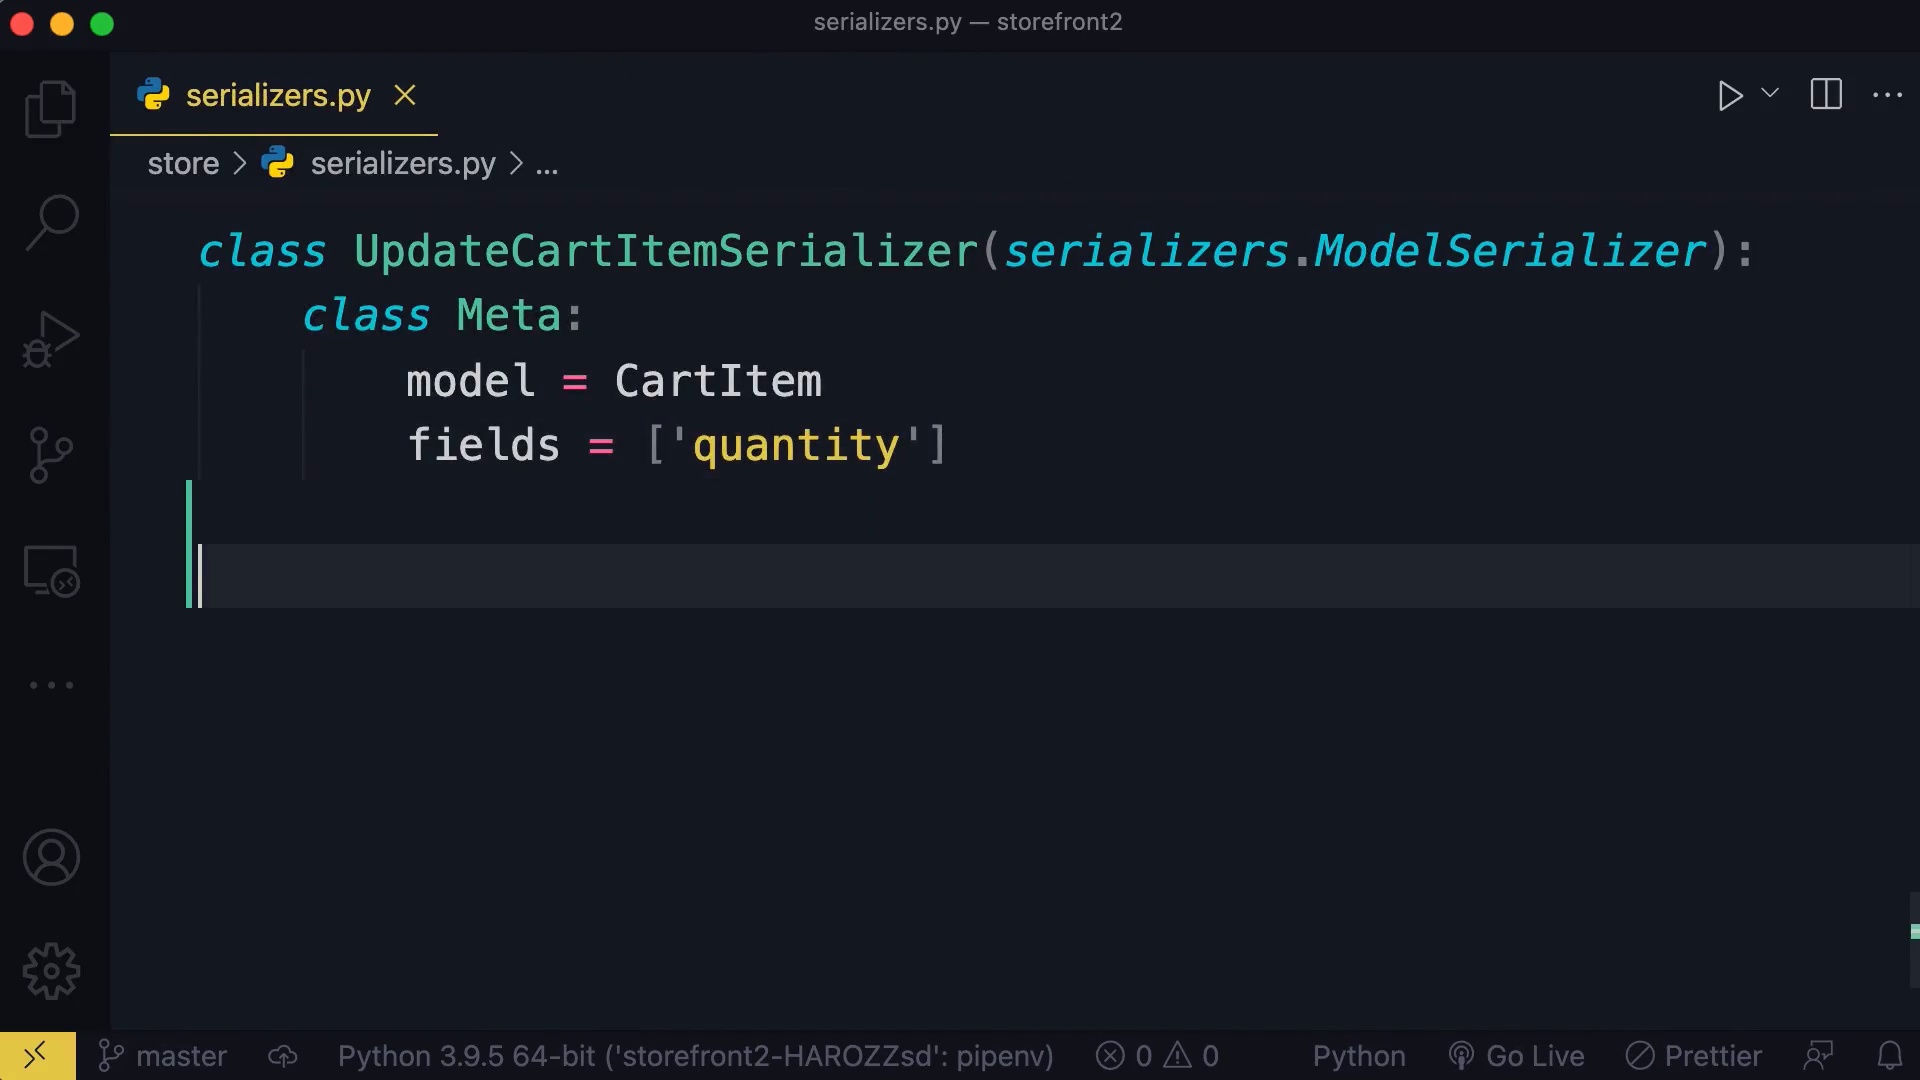 serializers.py — storefront2
serializers.py
store > serializers.py > ...
class UpdateCartItemSerializer(serializers.ModelSerializer):
class Meta:
model = CartItem
fields = ['quantity']
master Python 3.9.5 64-bit ('storefront2-HAROZZsd': pipenv) 0 0 Python Go Live Prettier